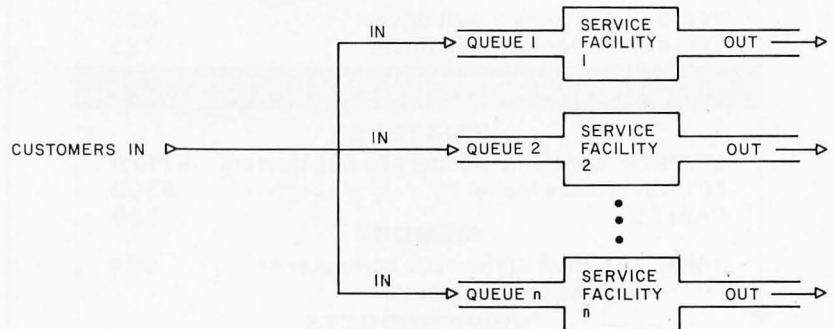 CUSTOMERS IN
IN
QUEUE 1
SERVICE
FACILITY
1
OUT
IN
QUEUE 2
SERVICE
FACILITY
2
OUT
IN
QUEUE n
SERVICE
FACILITY
n
OUT